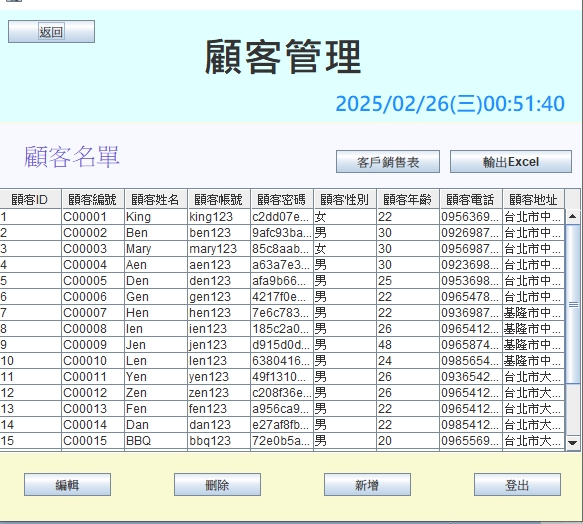 返回
顧客管理
2025/02/26(三)00:51:40
顧客名單
客戶銷售表 輸出Excel
顧客ID 顧客編號 顧客姓名 顧客帳號 顧客密碼 顧客性別 顧客年齡 顧客電話 顧客地址
1 C00001 King king123 c2dd07e... 女 22 0956369... 台北市中...
2 C00002 Ben ben123 9afc93ba... 男 30 0926987... 台北市中...
3 C00003 Mary mary123 85c8aab... 女 30 0956987... 台北市中...
4 C00004 Aen aen123 a63a7e3... 男 30 0923698... 台北市中...
5 C00005 Den den123 afa9b66... 男 25 0953698... 台北市中...
6 C00006 Gen gen123 4217f0e... 男 22 0965478... 台北市中...
7 C00007 Hen hen123 7e6c783... 男 22 0936987... 基隆市中...
8 C00008 Ien ien123 185c2a0... 男 26 0965412... 基隆市中...
9 C00009 Jen jen123 d915d0d... 男 48 0965874... 基隆市中...
10 C00010 Len len123 6380416... 男 24 0985654... 基隆市中...
11 C00011 Yen yen123 49f1310... 男 26 0936542... 台北市大...
12 C00012 Zen zen123 c208f36e... 男 26 0965412... 台北市大...
13 C00013 Fen fen123 a956ca9... 男 22 0965412... 台北市大...
14 C00014 Dan dan123 e27af8fb... 男 22 0985412... 台北市大...
15 C00015 BBQ bbq123 72e0b5a... 男 20 0965569... 台北市大...
編輯 刪除 新增 登出